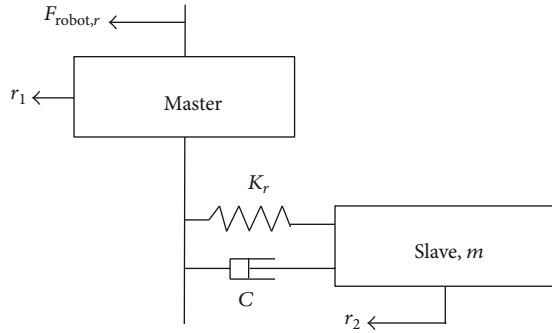 F_robot,r
r_1
Master
K_r
Slave, m
C
r_2